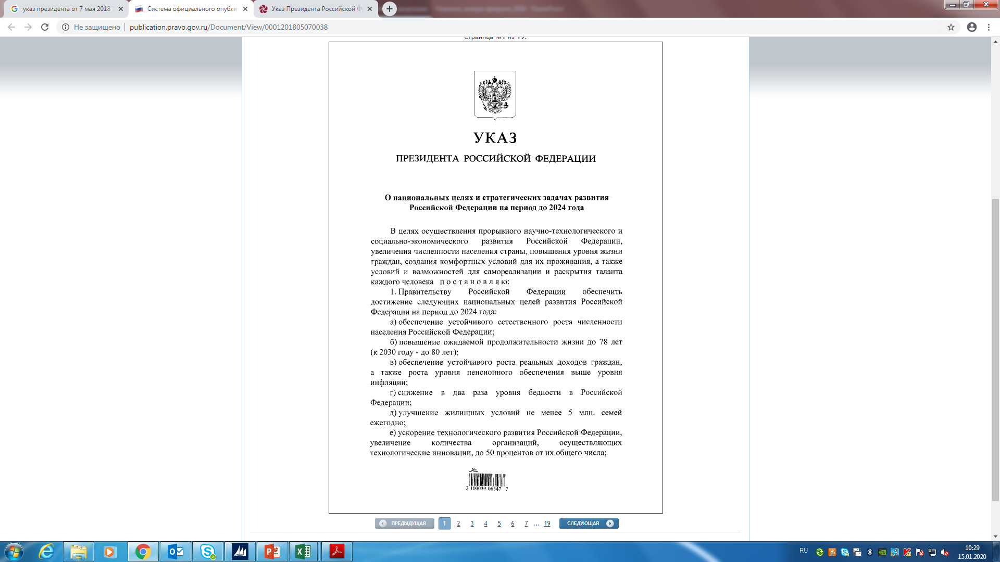 указ президента от 7 мая 2018
Система официального опубли
Указ Президента Российской Ф
Не защищено
publication.pravo.gov.ru/Document/View/0001201805070038
Страница №1 из 19.
УКАЗ
ПРЕЗИДЕНТА РОССИЙСКОЙ ФЕДЕРАЦИИ
О национальных целях и стратегических задачах развития
Российской Федерации на период до 2024 года
В целях осуществления прорывного научно-технологического и
социально-экономического развития Российской Федерации,
увеличения численности населения страны, повышения уровня жизни
граждан, создания комфортных условий для их проживания, а также
условий и возможностей для самореализации и раскрытия таланта
каждого человека п о с т а н о в л я ю:
1. Правительству Российской Федерации обеспечить
достижение следующих национальных целей развития Российской
Федерации на период до 2024 года:
а) обеспечение устойчивого естественного роста численности
населения Российской Федерации;
б) повышение ожидаемой продолжительности жизни до 78 лет
(к 2030 году - до 80 лет);
в) обеспечение устойчивого роста реальных доходов граждан,
а также роста уровня пенсионного обеспечения выше уровня
инфляции;
г) снижение в два раза уровня бедности в Российской
Федерации;
д) улучшение жилищных условий не менее 5 млн. семей
ежегодно;
е) ускорение технологического развития Российской Федерации,
увеличение количества организаций, осуществляющих
технологические инновации, до 50 процентов от их общего числа;
2 100039 06347 7
ПРЕДЫДУЩАЯ 1 2 3 4 5 6 7 ... 19 СЛЕДУЮЩАЯ
RU
10:29
15.01.2020